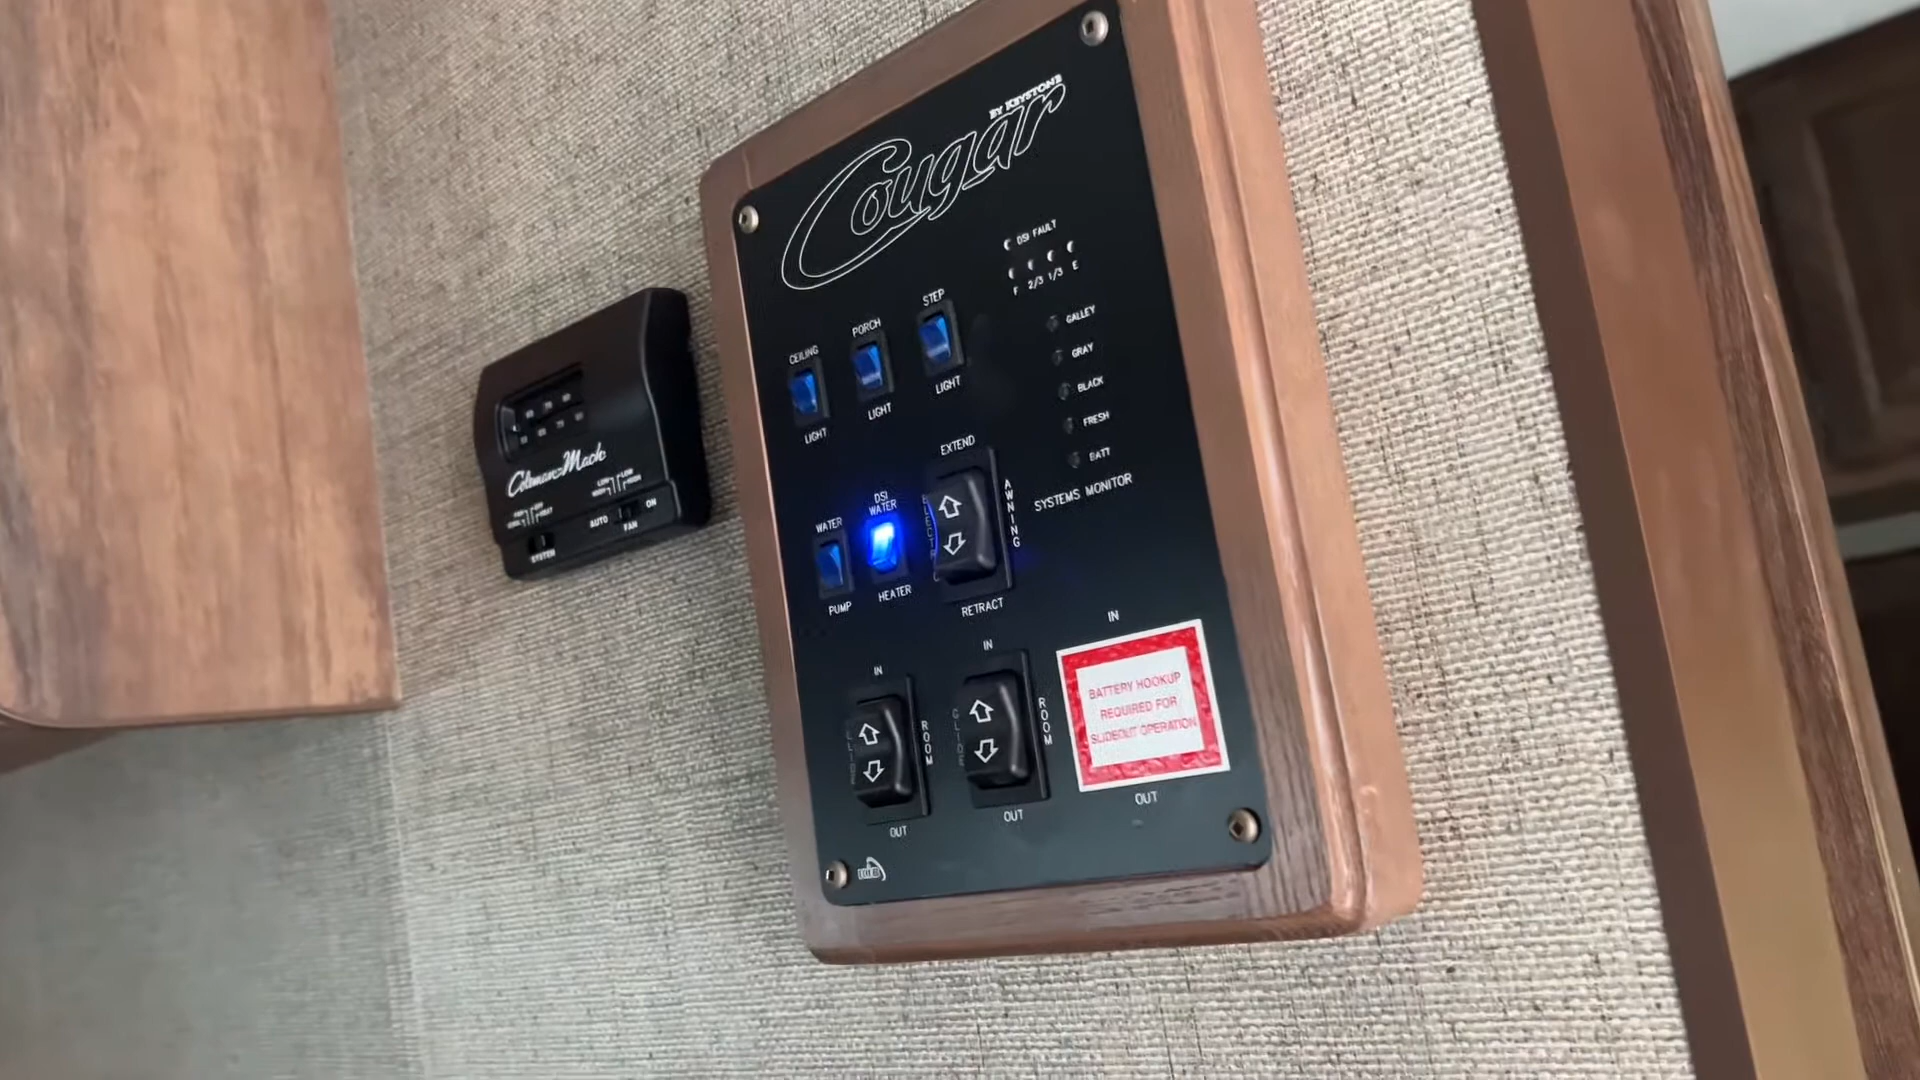 BY KEYSTONE
Cougar
DSI FAULT
F 2/3 1/3 E
GALLEY
GRAY
BLACK
FRESH
BATT
SYSTEMS MONITOR
CEILING
LIGHT
PORCH
LIGHT
STEP
LIGHT
WATER
PUMP
DSI
WATER
HEATER
EXTEND
ELECTRIC
AWNING
RETRACT
IN
ROOM
OUT
IN
ROOM
OUT
IN
BATTERY HOOKUP
REQUIRED FOR
SLIDEOUT OPERATION
OUT
Coleman-Mach
SYSTEM
AUTO
ON
FAN